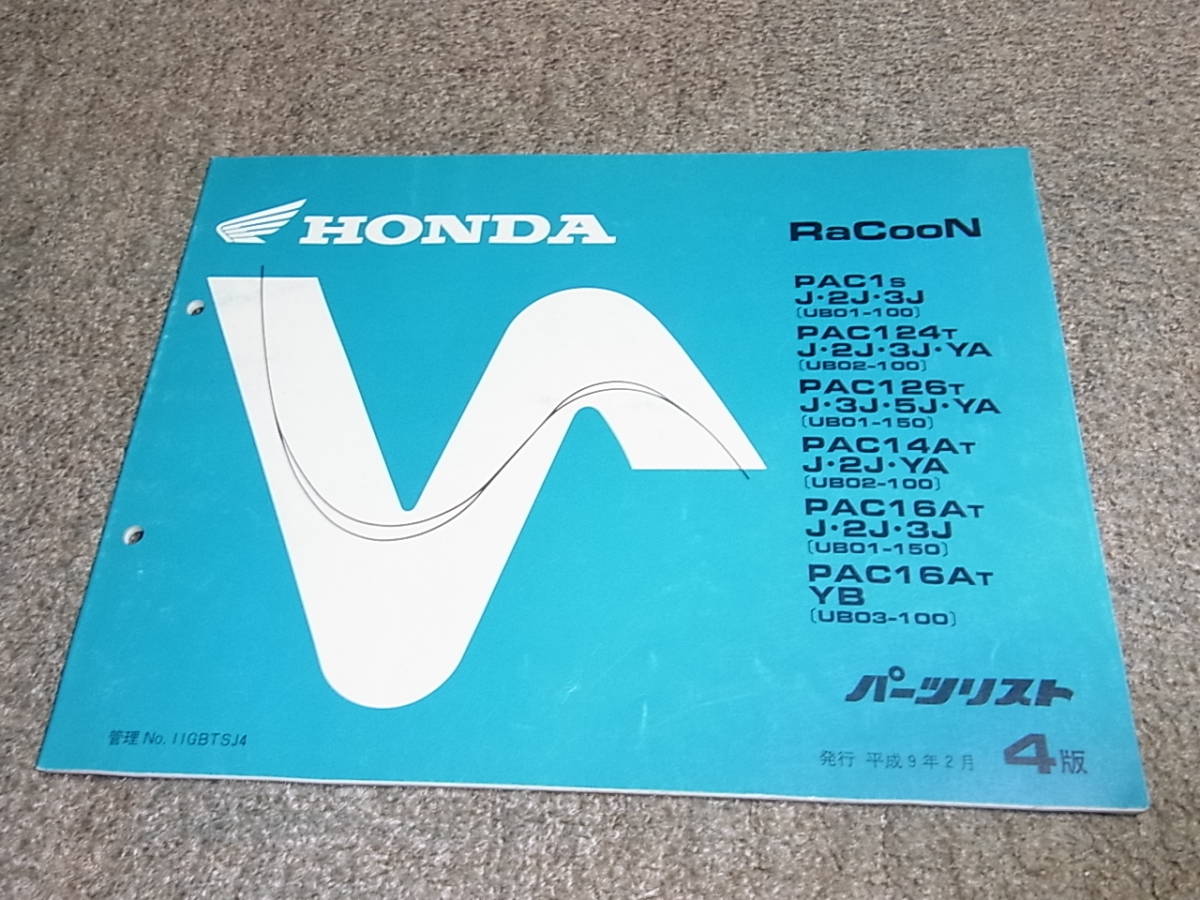 HONDA
RaCooN
PAC1S
J・2J・3J
(UB01-100)
PAC124T
J・2J・3J・YA
(UB02-100)
PAC126T
J・3J・5J・YA
(UB01-150)
PAC14AT
J・2J・YA
(UB02-100)
PAC16AT
J・2J・3J
(UB01-150)
PAC16AT
YB
(UB03-100)
パーツリスト
管理 No. 11GBTSJ4
発行 平成9年2月 4版